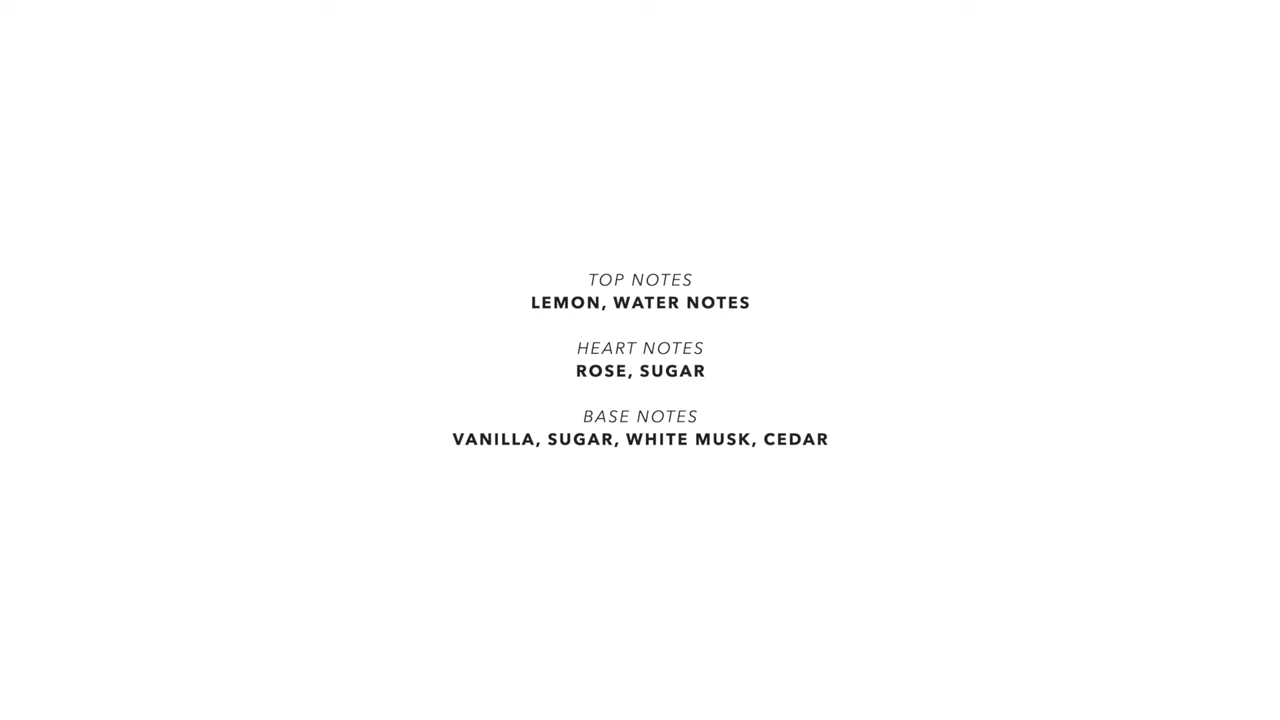 TOP NOTES
LEMON, WATER NOTES
HEART NOTES
ROSE, SUGAR
BASE NOTES
VANILLA, SUGAR, WHITE MUSK, CEDAR